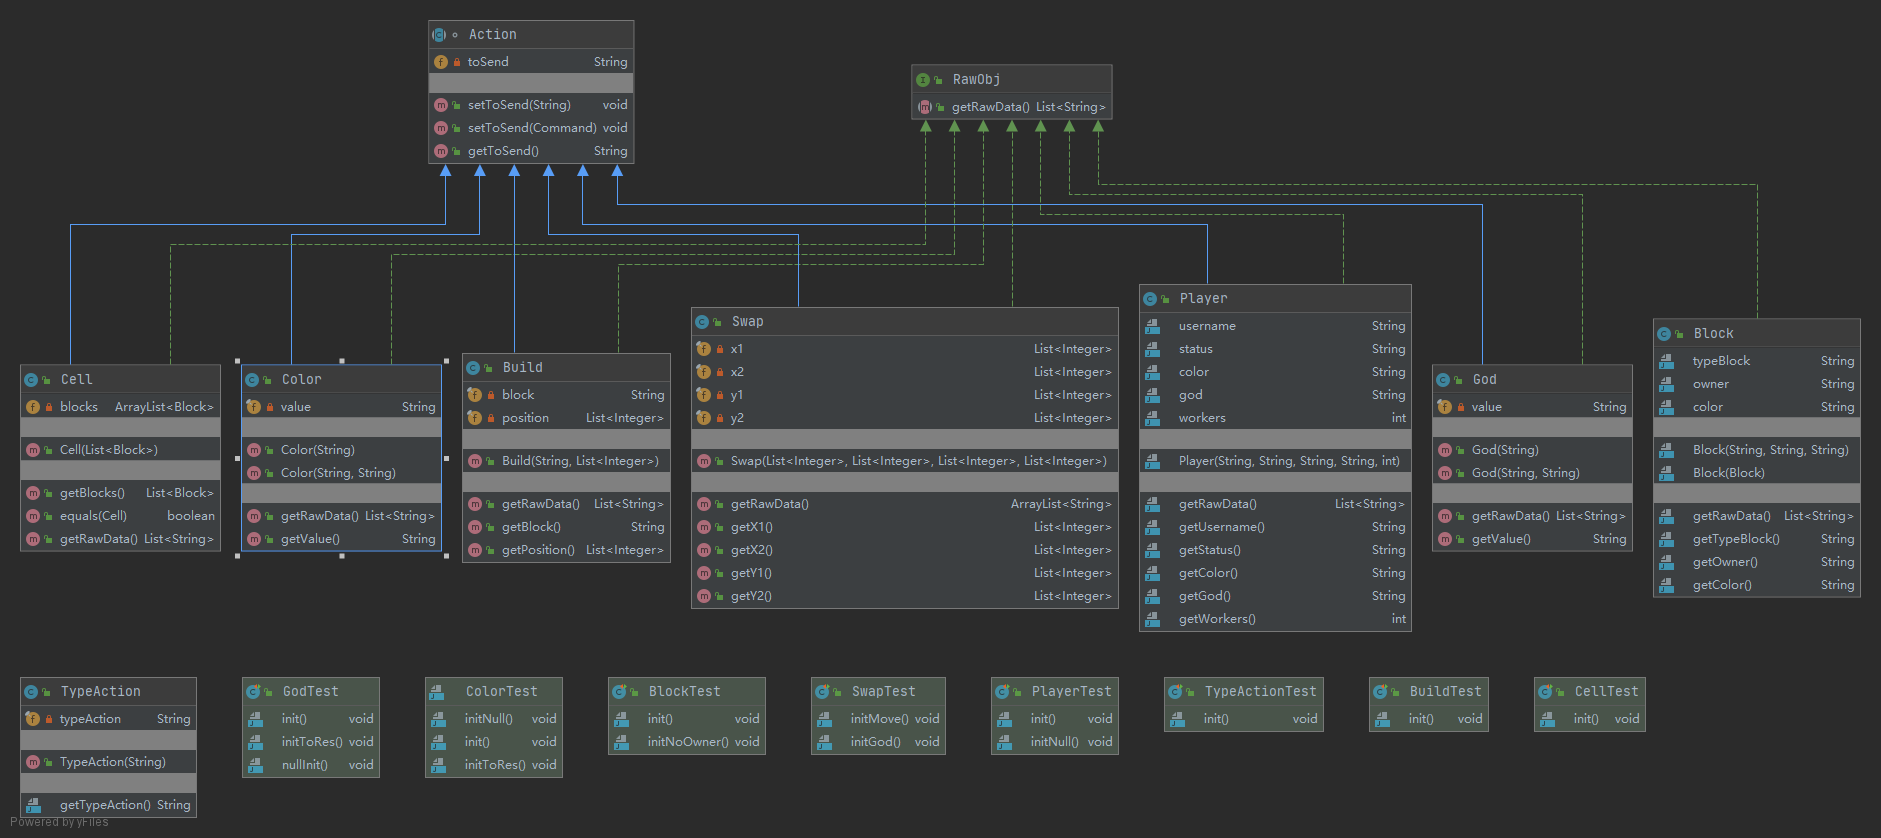 Action
toSend String
setToSend(String) void
setToSend(Command) void
getToSend() String
RawObj
getRawData() List<String>
Cell
blocks ArrayList<Block>
Cell(List<Block>)
getBlocks() List<Block>
equals(Cell) boolean
getRawData() List<String>
Color
value String
Color(String)
Color(String, String)
getRawData() List<String>
getValue() String
Build
block String
position List<Integer>
Build(String, List<Integer>)
getRawData() List<String>
getBlock() String
getPosition() List<Integer>
Swap
x1 List<Integer>
x2 List<Integer>
y1 List<Integer>
y2 List<Integer>
Swap(List<Integer>, List<Integer>, List<Integer>, List<Integer>)
getRawData() ArrayList<String>
getX1() List<Integer>
getX2() List<Integer>
getY1() List<Integer>
getY2() List<Integer>
Player
username String
status String
color String
god String
workers int
Player(String, String, String, String, int)
getRawData() List<String>
getUsername() String
getStatus() String
getColor() String
getGod() String
getWorkers() int
God
value String
God(String)
God(String, String)
getRawData() List<String>
getValue() String
Block
typeBlock String
owner String
color String
Block(String, String, String)
Block(Block)
getRawData() List<String>
getTypeBlock() String
getOwner() String
getColor() String
TypeAction
typeAction String
TypeAction(String)
getTypeAction() String
GodTest
init() void
initToRes() void
nullInit() void
ColorTest
initNull() void
init() void
initToRes() void
BlockTest
init() void
initNoOwner() void
SwapTest
initMove() void
initGod() void
PlayerTest
init() void
initNull() void
TypeActionTest
init() void
BuildTest
init() void
CellTest
init() void
Powered by yFiles